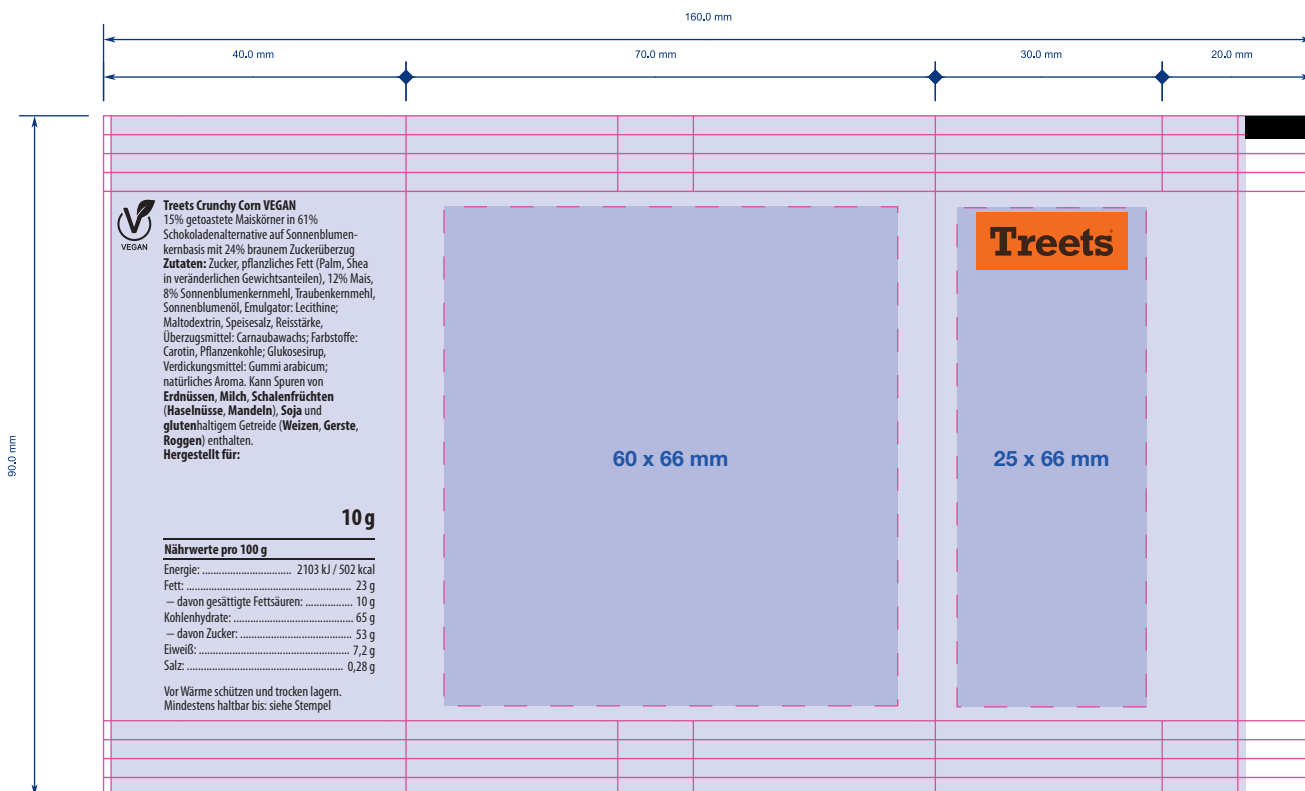 160.0 mm
40.0 mm
70.0 mm
30.0 mm
20.0 mm
90.0 mm
VEGAN
Treets Crunchy Corn VEGAN
15% getoastete Maiskörner in 61%
Schokoladenalternative auf Sonnenblumen-
kernbasis mit 24% braunem Zuckerüberzug
Zutaten: Zucker, pflanzliches Fett (Palm, Shea
in veränderlichen Gewichtsanteilen), 12% Mais,
8% Sonnenblumenkernmehl, Traubenkernmehl,
Sonnenblumenöl, Emulgator: Lecithine;
Maltodextrin, Speisesalz, Reisstärke,
Überzugsmittel: Carnaubawachs; Farbstoffe:
Carotin, Pflanzenkohle; Glukosesirup,
Verdickungsmittel: Gummi arabicum;
natürliches Aroma. Kann Spuren von
Erdnüssen, Milch, Schalenfrüchten
(Haselnüsse, Mandeln), Soja und
glutenhaltigem Getreide (Weizen, Gerste,
Roggen) enthalten.
Hergestellt für:
10 g
Nährwerte pro 100 g
Energie: ................................ 2103 kJ / 502 kcal
Fett: .......................................................... 23 g
– davon gesättigte Fettsäuren: ................. 10 g
Kohlenhydrate: ........................................... 65 g
– davon Zucker: ........................................ 53 g
Eiweiß: ...................................................... 7,2 g
Salz: ........................................................ 0,28 g
Vor Wärme schützen und trocken lagern.
Mindestens haltbar bis: siehe Stempel
60 x 66 mm
Treets
25 x 66 mm